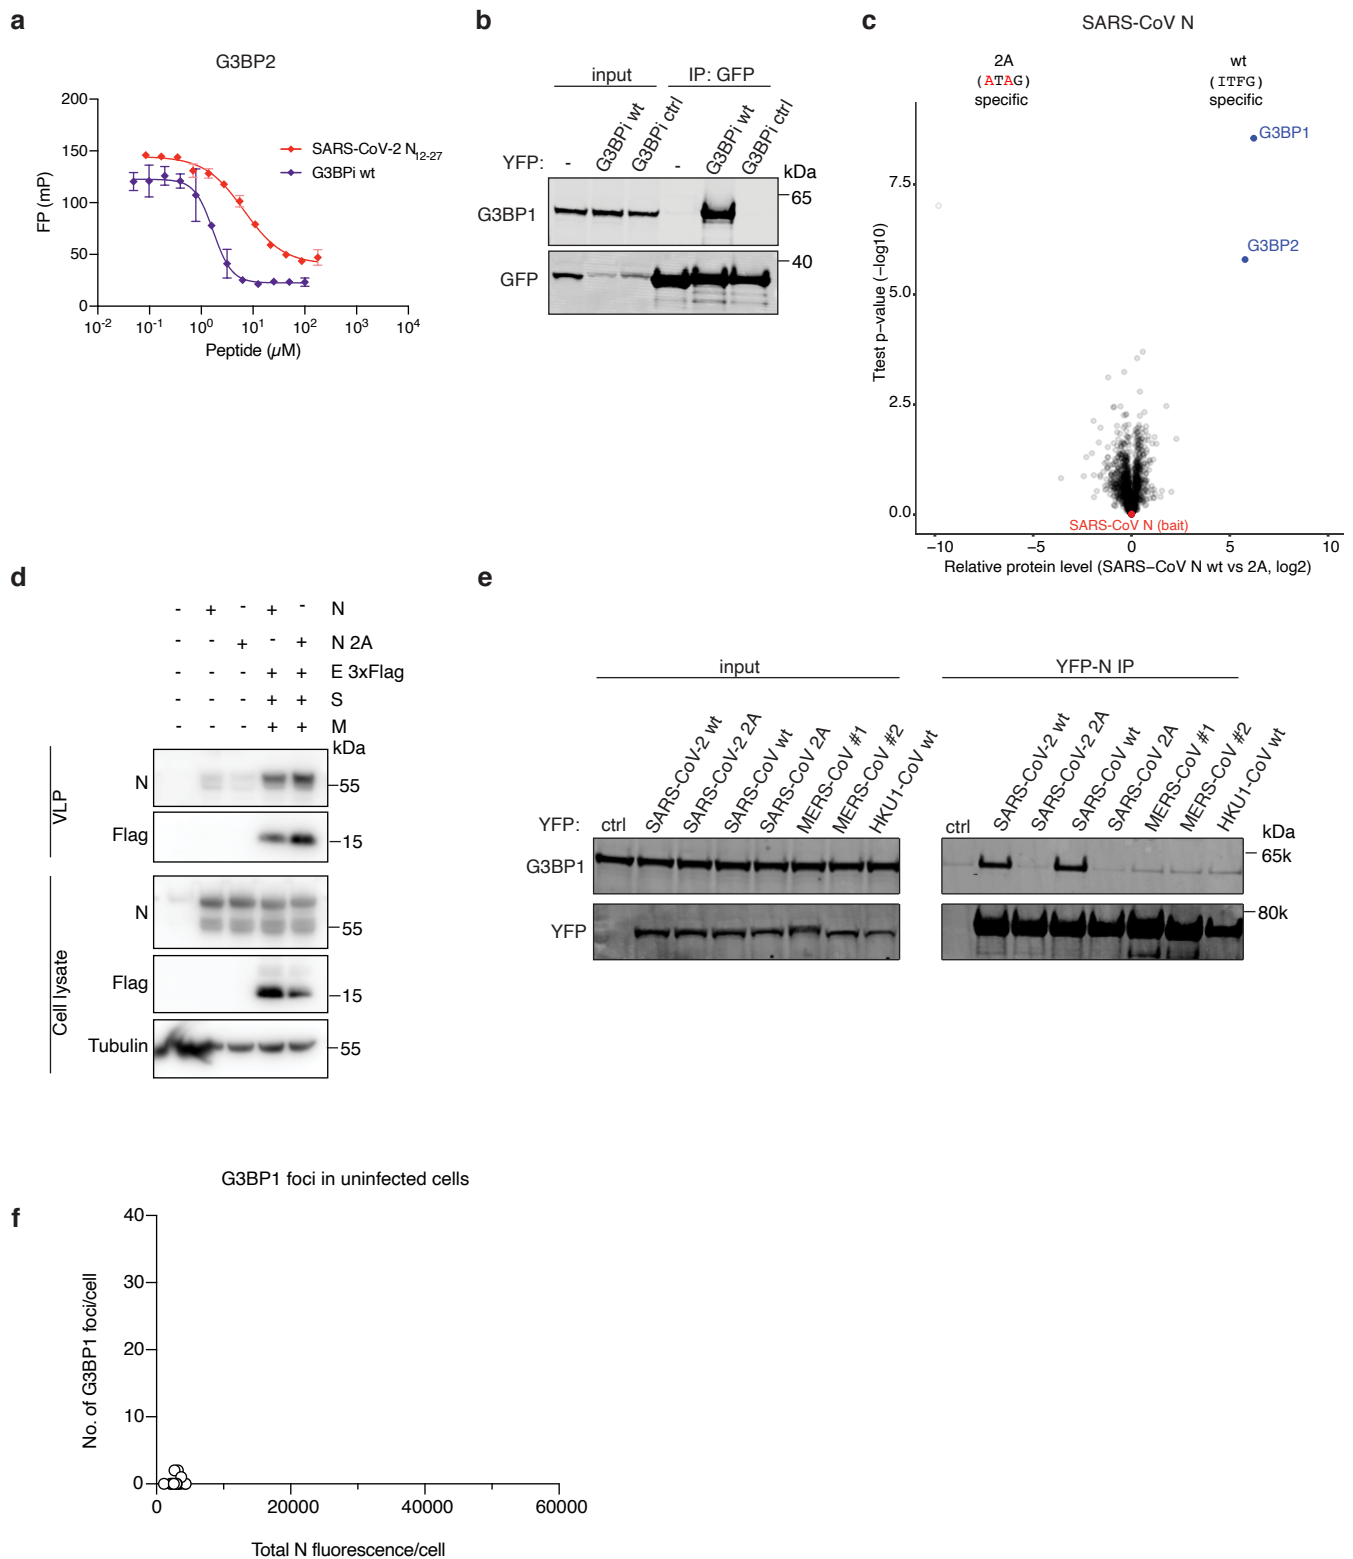 a
G3BP2
200
150
100
50
0
FP (mP)
10-2
10-1
100
101
102
103
104
Peptide (µM)
SARS-CoV-2 N12-27
G3BPi wt
b
input
IP: GFP
YFP:
-
G3BPi wt
G3BPi ctrl
-
G3BPi wt
G3BPi ctrl
kDa
G3BP1
65
GFP
40
c
SARS-CoV N
2A
(ATAG)
specific
wt
(ITFG)
specific
G3BP1
G3BP2
7.5
5.0
2.5
0.0
Ttest p-value (-log10)
SARS-CoV N (bait)
-10
-5
0
5
10
Relative protein level (SARS-CoV N wt vs 2A, log2)
d
- + - + - N
- - + - + N 2A
- - - + + E 3xFlag
- - - + + S
- - - + + M
kDa
VLP
N
55
Flag
15
Cell lysate
N
55
Flag
15
Tubulin
55
e
input
YFP-N IP
YFP:
ctrl
SARS-CoV-2 wt
SARS-CoV-2 2A
SARS-CoV wt
SARS-CoV 2A
MERS-CoV #1
MERS-CoV #2
HKU1-CoV wt
ctrl
SARS-CoV-2 wt
SARS-CoV-2 2A
SARS-CoV wt
SARS-CoV 2A
MERS-CoV #1
MERS-CoV #2
HKU1-CoV wt
kDa
G3BP1
65k
YFP
80k
f
G3BP1 foci in uninfected cells
40
30
20
10
0
No. of G3BP1 foci/cell
0
20000
40000
60000
Total N fluorescence/cell